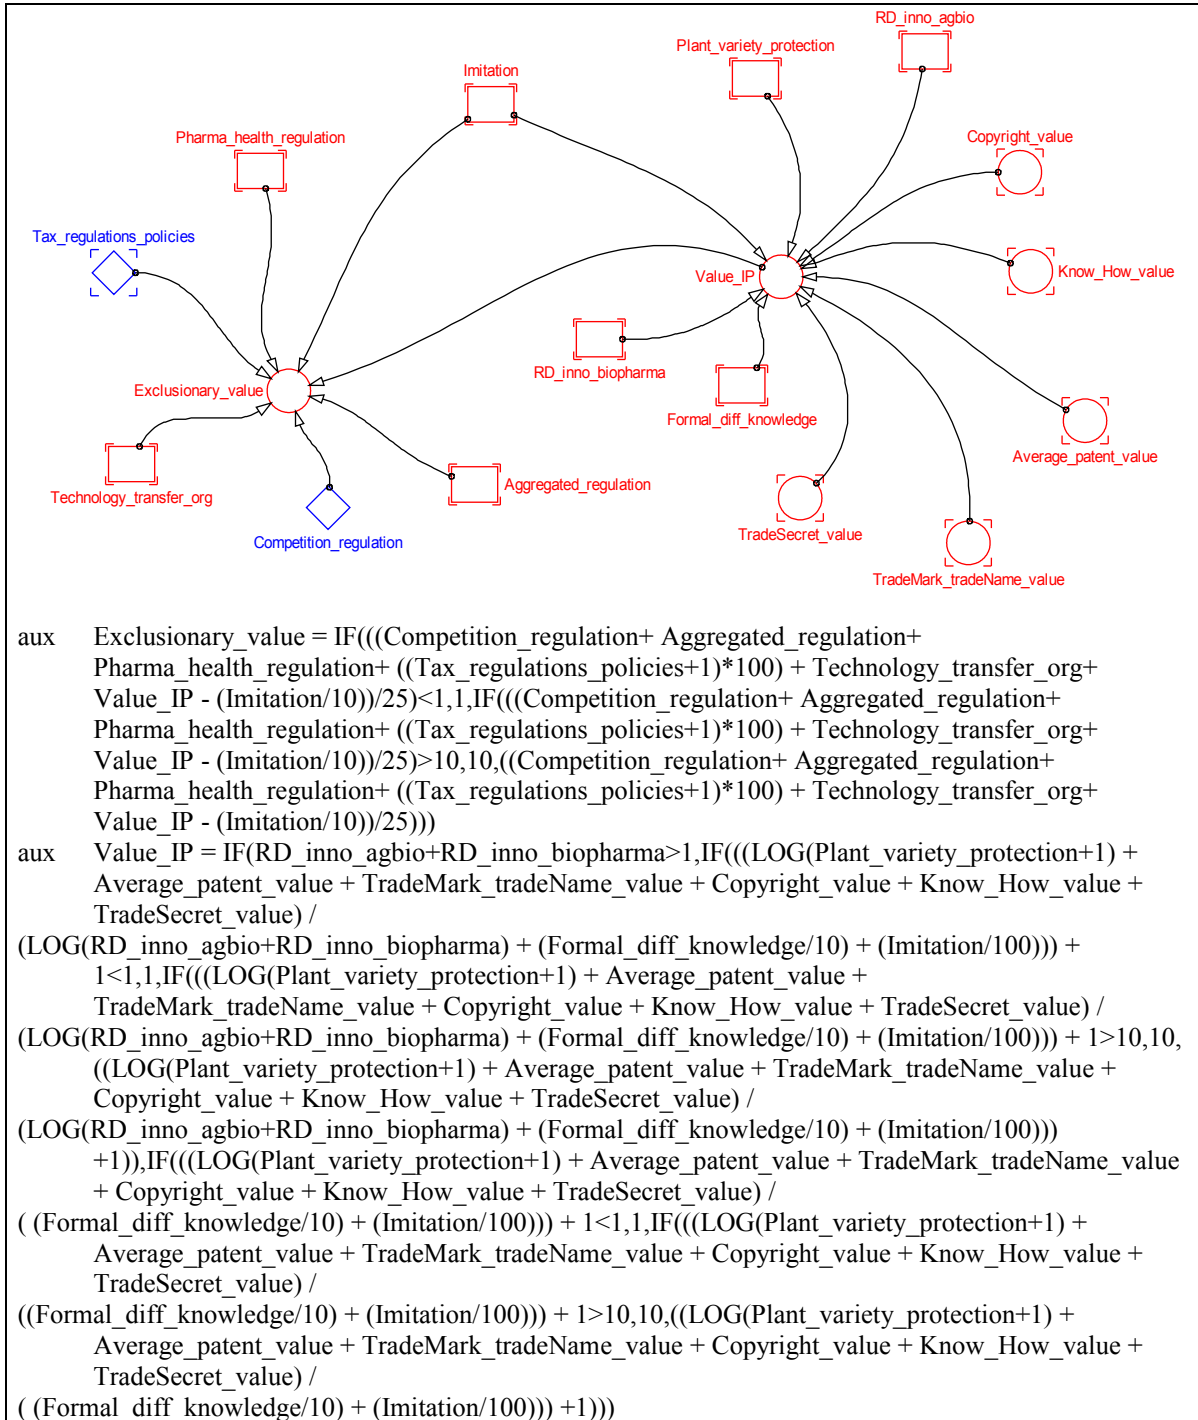 RD_inno_agbio
Plant_variety_protection
Imitation
Pharma_health_regulation
Copyright_value
Tax_regulations_policies
Value_IP
Know_How_value
RD_inno_biopharma
Exclusionary_value
Formal_diff_knowledge
Average_patent_value
Technology_transfer_org
Aggregated_regulation
TradeSecret_value
Competition_regulation
TradeMark_tradeName_value
aux Exclusionary_value = IF(((Competition_regulation+ Aggregated_regulation+
Pharma_health_regulation+ ((Tax_regulations_policies+1)*100) + Technology_transfer_org+
Value_IP - (Imitation/10))/25)<1,1,IF(((Competition_regulation+ Aggregated_regulation+
Pharma_health_regulation+ ((Tax_regulations_policies+1)*100) + Technology_transfer_org+
Value_IP - (Imitation/10))/25)>10,10,((Competition_regulation+ Aggregated_regulation+
Pharma_health_regulation+ ((Tax_regulations_policies+1)*100) + Technology_transfer_org+
Value_IP - (Imitation/10))/25)))
aux Value_IP = IF(RD_inno_agbio+RD_inno_biopharma>1,IF(((LOG(Plant_variety_protection+1) +
Average_patent_value + TradeMark_tradeName_value + Copyright_value + Know_How_value +
TradeSecret_value) /
(LOG(RD_inno_agbio+RD_inno_biopharma) + (Formal_diff_knowledge/10) + (Imitation/100))) +
1<1,1,IF(((LOG(Plant_variety_protection+1) + Average_patent_value +
TradeMark_tradeName_value + Copyright_value + Know_How_value + TradeSecret_value) /
(LOG(RD_inno_agbio+RD_inno_biopharma) + (Formal_diff_knowledge/10) + (Imitation/100))) + 1>10,10,
((LOG(Plant_variety_protection+1) + Average_patent_value + TradeMark_tradeName_value +
Copyright_value + Know_How_value + TradeSecret_value) /
(LOG(RD_inno_agbio+RD_inno_biopharma) + (Formal_diff_knowledge/10) + (Imitation/100)))
+1)),IF(((LOG(Plant_variety_protection+1) + Average_patent_value + TradeMark_tradeName_value
+ Copyright_value + Know_How_value + TradeSecret_value) /
( (Formal_diff_knowledge/10) + (Imitation/100))) + 1<1,1,IF(((LOG(Plant_variety_protection+1) +
Average_patent_value + TradeMark_tradeName_value + Copyright_value + Know_How_value +
TradeSecret_value) /
((Formal_diff_knowledge/10) + (Imitation/100))) + 1>10,10,((LOG(Plant_variety_protection+1) +
Average_patent_value + TradeMark_tradeName_value + Copyright_value + Know_How_value +
TradeSecret_value) /
( (Formal_diff_knowledge/10) + (Imitation/100))) +1)))